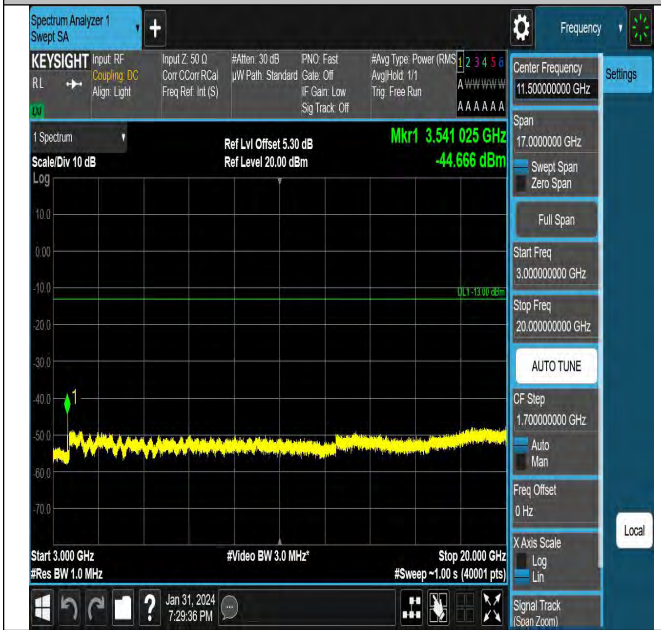 Spectrum Analyzer 1
Swept SA
+
Frequency
KEYSIGHT
RL
Input: RF
Coupling: DC
Align: Light
Input Z: 50 Ω
Corr CCorr RCal
Freq Ref: Int (S)
#Atten: 30 dB
µW Path: Standard
PNO: Fast
Gate: Off
IF Gain: Low
Sig Track: Off
#Avg Type: Power (RMS
Avg|Hold: 1/1
Trig: Free Run
1 2 3 4 5 6
A W W W W W
A A A A A A
1 Spectrum
Scale/Div 10 dB
Ref Lvl Offset 5.30 dB
Ref Level 20.00 dBm
Mkr1 3.541 025 GHz
-44.666 dBm
Log
10.0
0.00
-10.0
DL1 -13.00 dBm
-20.0
-30.0
-40.0
1
-50.0
-60.0
-70.0
Start 3.000 GHz
#Video BW 3.0 MHz*
Stop 20.000 GHz
#Res BW 1.0 MHz
#Sweep ~1.00 s (40001 pts)
Center Frequency
11.500000000 GHz
Settings
Span
17.0000000 GHz
Swept Span
Zero Span
Full Span
Start Freq
3.000000000 GHz
Stop Freq
20.000000000 GHz
AUTO TUNE
CF Step
1.700000000 GHz
Auto
Man
Freq Offset
0 Hz
X Axis Scale
Log
Lin
Local
Signal Track
(Span Zoom)
?
Jan 31, 2024
7:29:36 PM